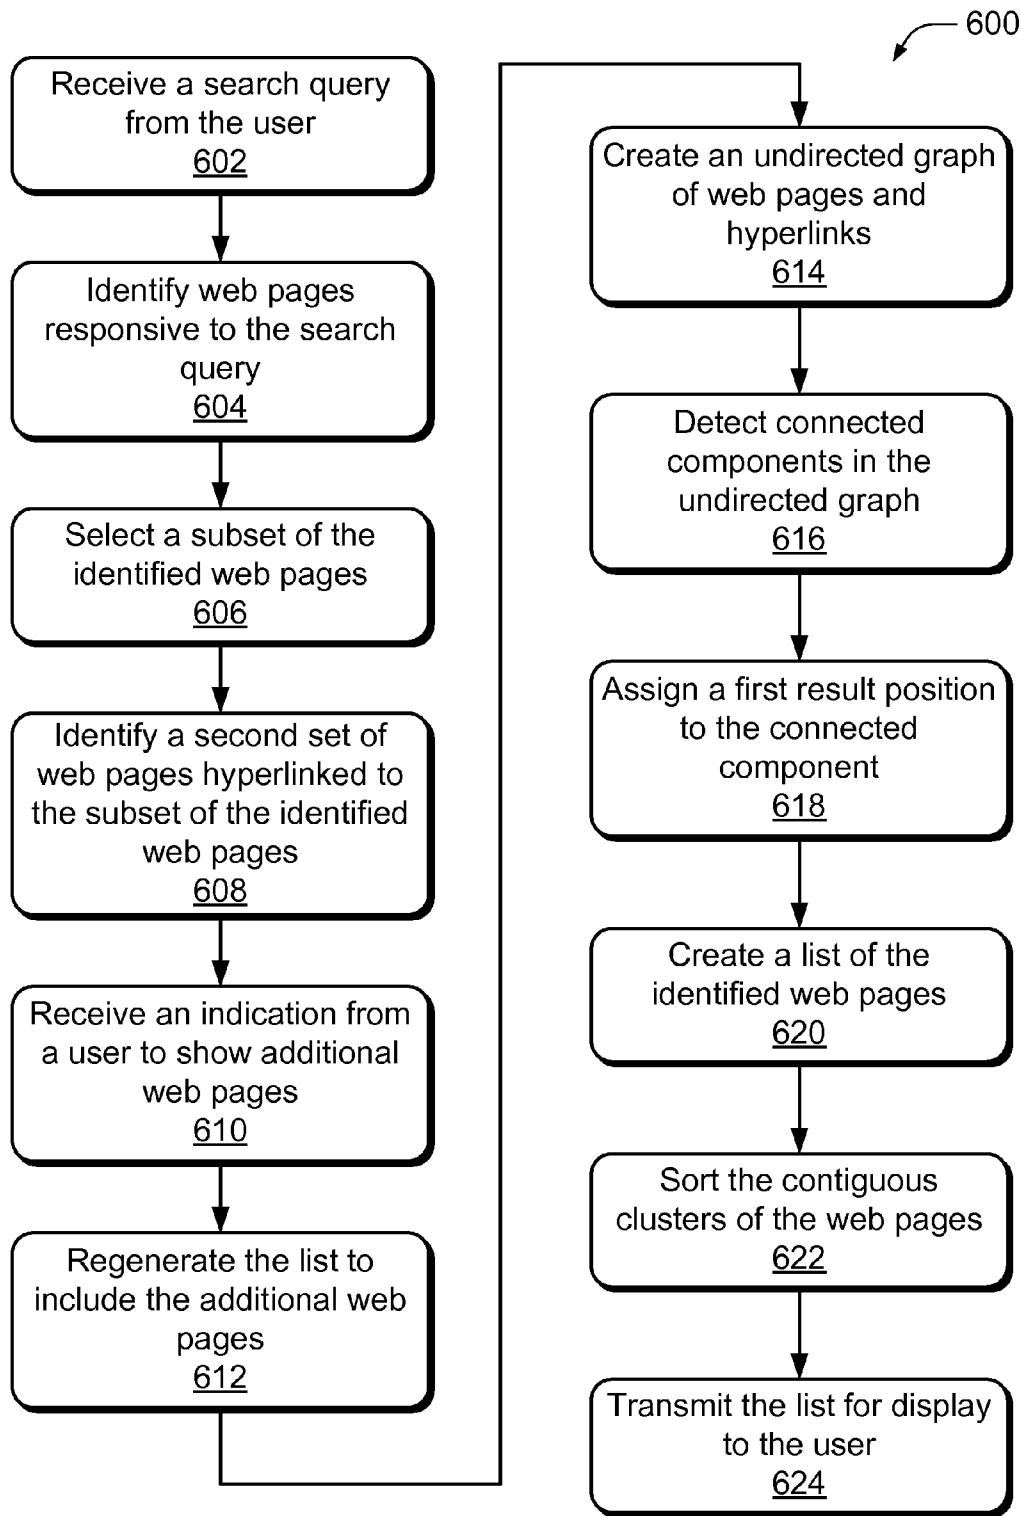 600
Receive a search query
from the user
602
Identify web pages
responsive to the search
query
604
Select a subset of the
identified web pages
606
Identify a second set of
web pages hyperlinked to
the subset of the identified
web pages
608
Receive an indication from
a user to show additional
web pages
610
Regenerate the list to
include the additional web
pages
612
Create an undirected graph
of web pages and
hyperlinks
614
Detect connected
components in the
undirected graph
616
Assign a first result position
to the connected
component
618
Create a list of the
identified web pages
620
Sort the contiguous
clusters of the web pages
622
Transmit the list for display
to the user
624